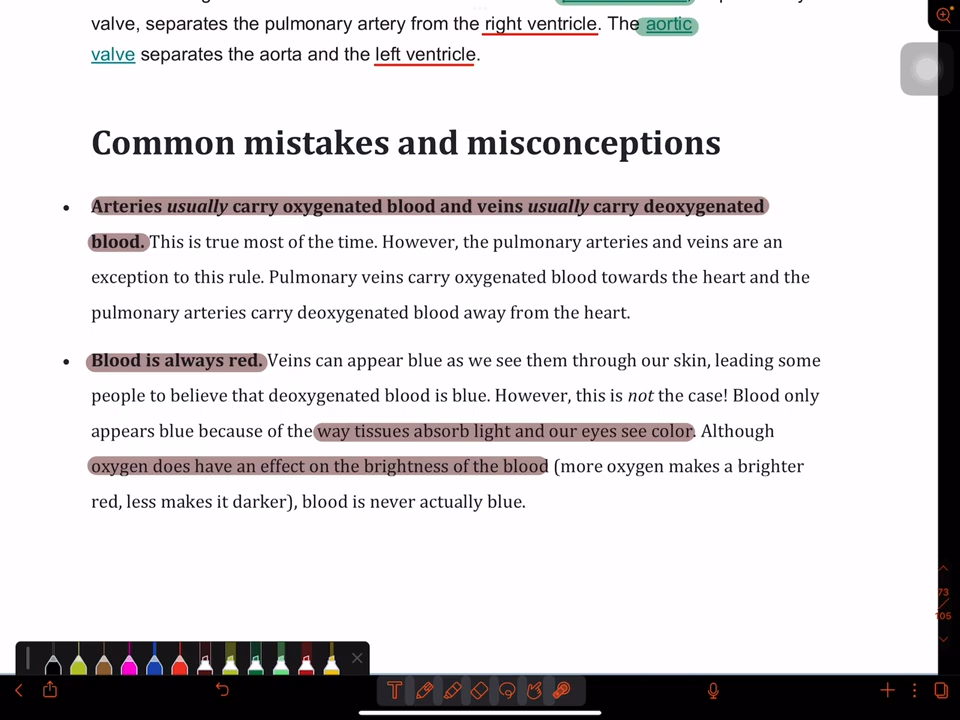 valve, separates the pulmonary artery from the right ventricle. The aortic
valve separates the aorta and the left ventricle.
Common mistakes and misconceptions
• Arteries usually carry oxygenated blood and veins usually carry deoxygenated
blood. This is true most of the time. However, the pulmonary arteries and veins are an
exception to this rule. Pulmonary veins carry oxygenated blood towards the heart and the
pulmonary arteries carry deoxygenated blood away from the heart.
• Blood is always red. Veins can appear blue as we see them through our skin, leading some
people to believe that deoxygenated blood is blue. However, this is not the case! Blood only
appears blue because of the way tissues absorb light and our eyes see color. Although
oxygen does have an effect on the brightness of the blood (more oxygen makes a brighter
red, less makes it darker), blood is never actually blue.
73
105